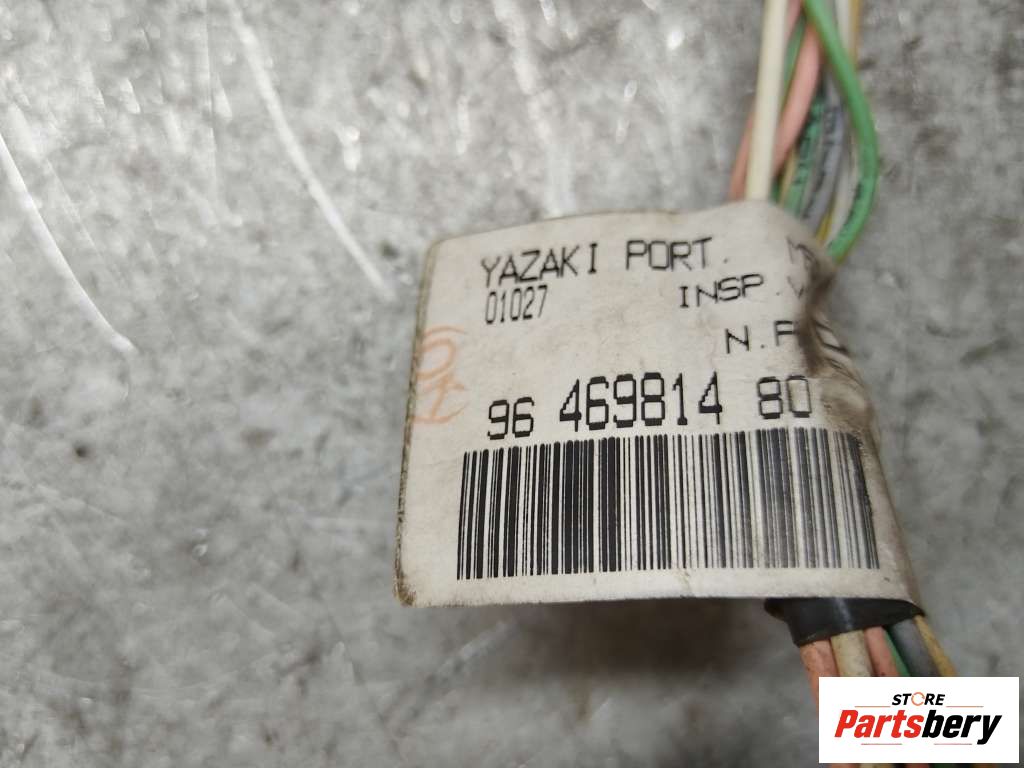 YAZAKI PORT.
01027 INSP.
96 469814 80
STORE
Partsbery